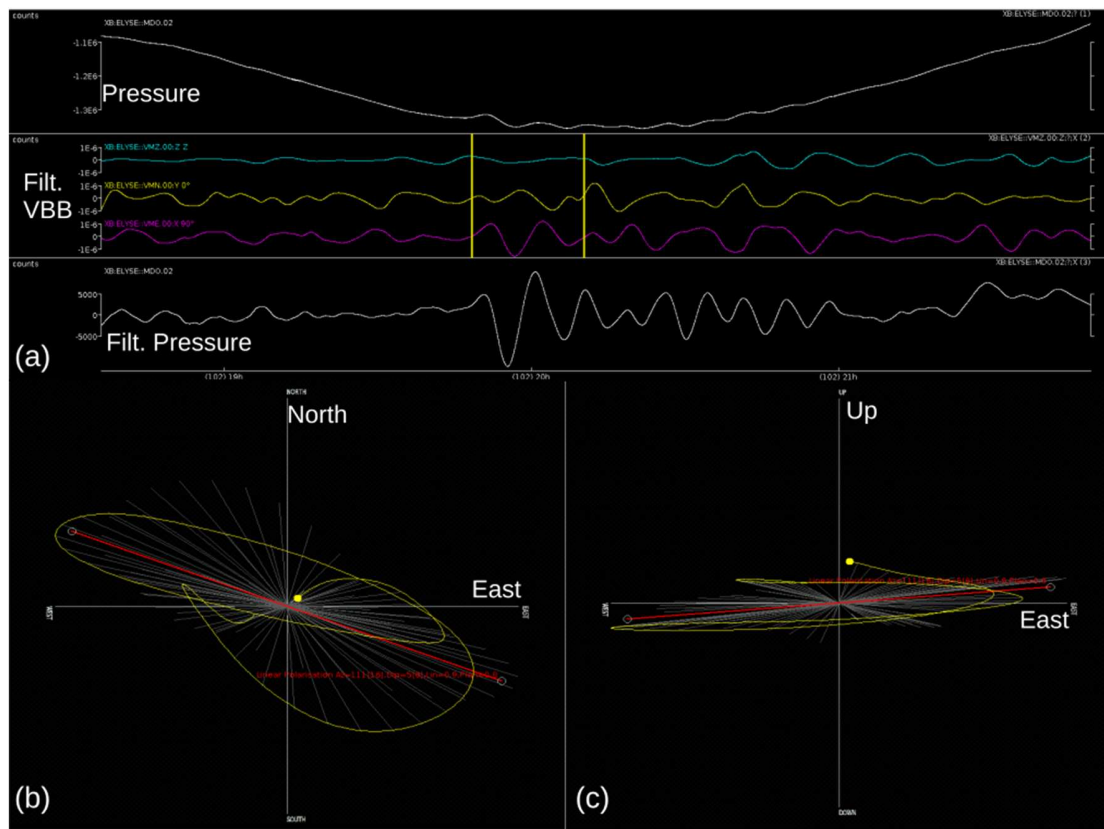 counts
XB:ELYSE::MDO.02
XB:ELYSE::MDO.02;? (1)
-1.1E6
-1.2E6
-1.3E6
Pressure
counts
XB:ELYSE::VMZ.00:Z Z
XB:ELYSE::VMZ.00:Z;?;X (2)
1E-6
0
-1E-6
XB:ELYSE::VMN.00:Y 0°
1E-6
0
-1E-6
XB:ELYSE::VME.00:X 90°
1E-6
0
-1E-6
Filt.
VBB
counts
XB:ELYSE::MDO.02
XB:ELYSE::MDO.02;?;X (3)
5000
0
-5000
Filt. Pressure
(a)
(102) 19h
(102) 20h
(102) 21h
NORTH
North
WEST
EAST
East
SOUTH
(b)
UP
Up
WEST
EAST
East
DOWN
(c)